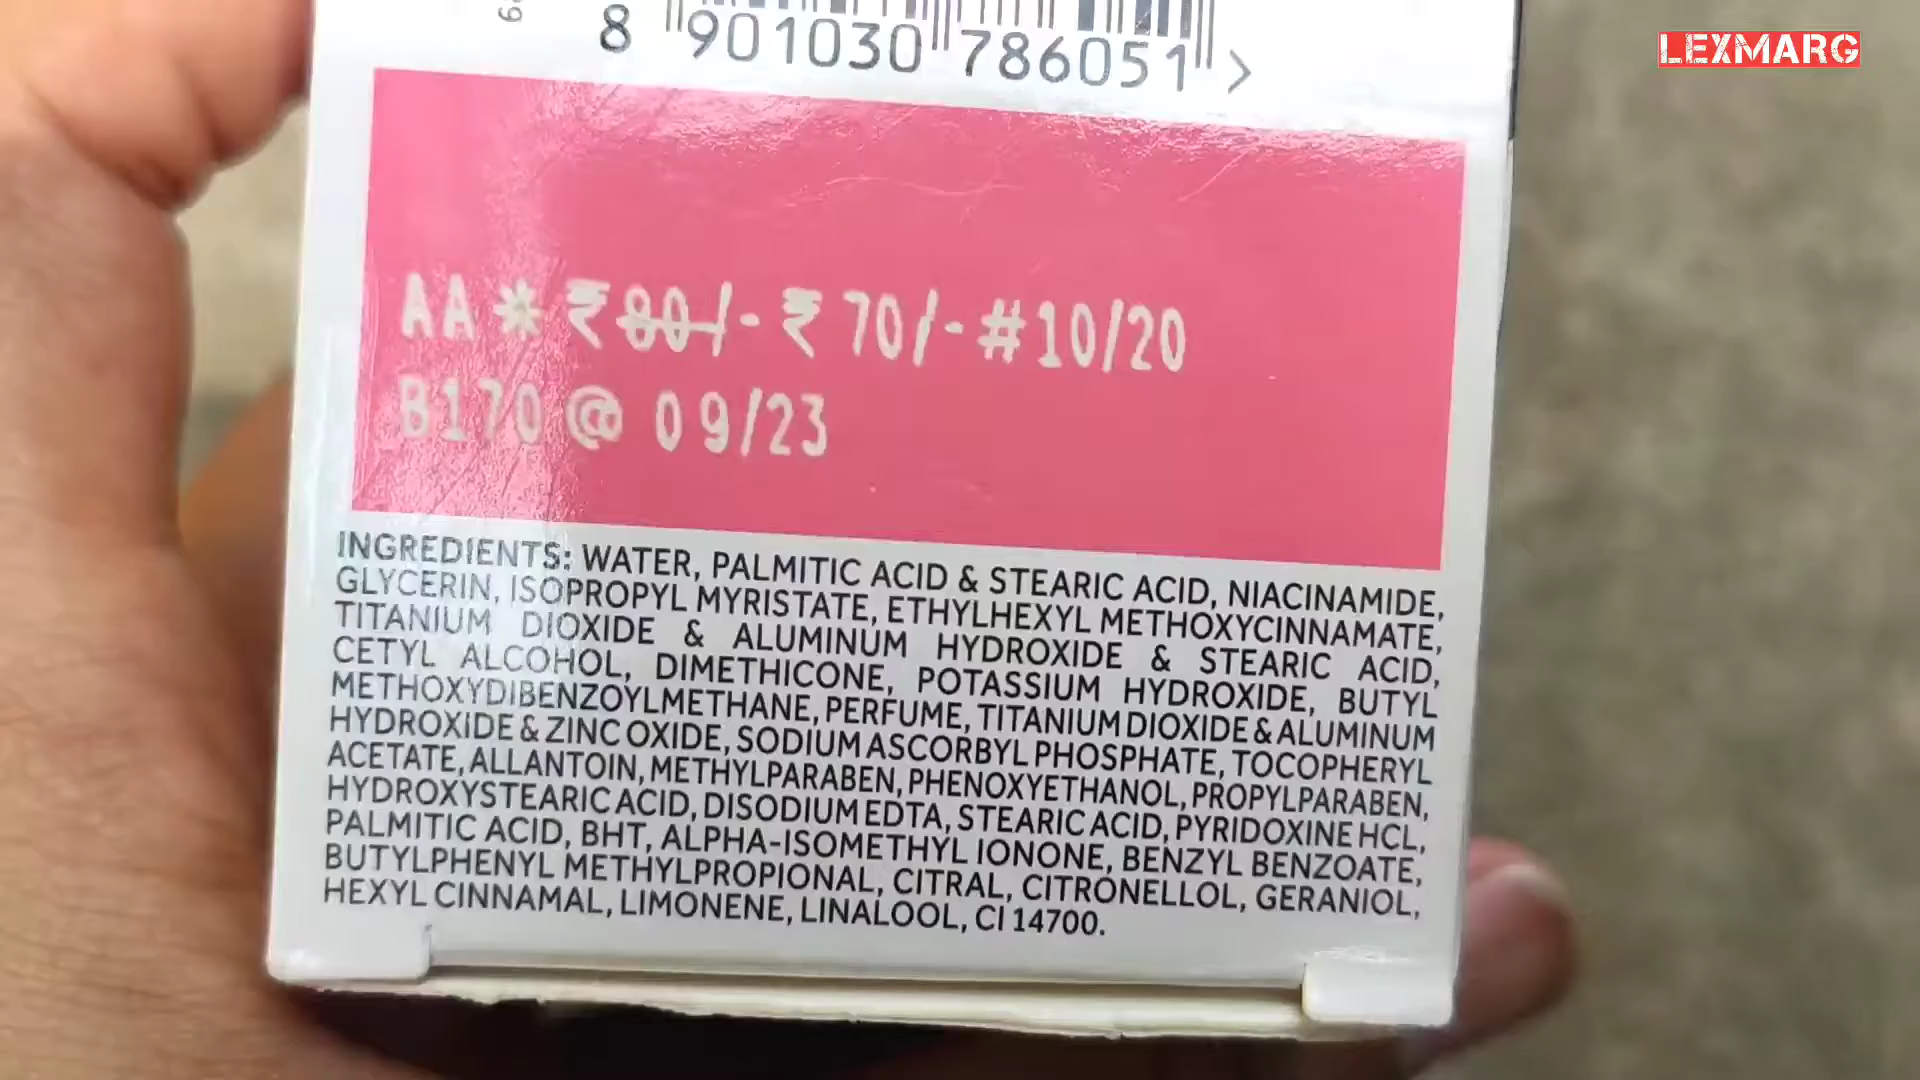 LEXMARG
8 901030 786051 >
AA * ₹ 80/- ₹ 70/- #10/20
B170 @ 09/23
INGREDIENTS: WATER, PALMITIC ACID & STEARIC ACID, NIACINAMIDE,
GLYCERIN, ISOPROPYL MYRISTATE, ETHYLHEXYL METHOXYCINNAMATE,
TITANIUM DIOXIDE & ALUMINUM HYDROXIDE & STEARIC ACID,
CETYL ALCOHOL, DIMETHICONE, POTASSIUM HYDROXIDE, BUTYL
METHOXYDIBENZOYLMETHANE, PERFUME, TITANIUM DIOXIDE & ALUMINUM
HYDROXIDE & ZINC OXIDE, SODIUM ASCORBYL PHOSPHATE, TOCOPHERYL
ACETATE, ALLANTOIN, METHYLPARABEN, PHENOXYETHANOL, PROPYLPARABEN,
HYDROXYSTEARIC ACID, DISODIUM EDTA, STEARIC ACID, PYRIDOXINE HCL,
PALMITIC ACID, BHT, ALPHA-ISOMETHYL IONONE, BENZYL BENZOATE,
BUTYLPHENYL METHYLPROPIONAL, CITRAL, CITRONELLOL, GERANIOL,
HEXYL CINNAMAL, LIMONENE, LINALOOL, CI 14700.